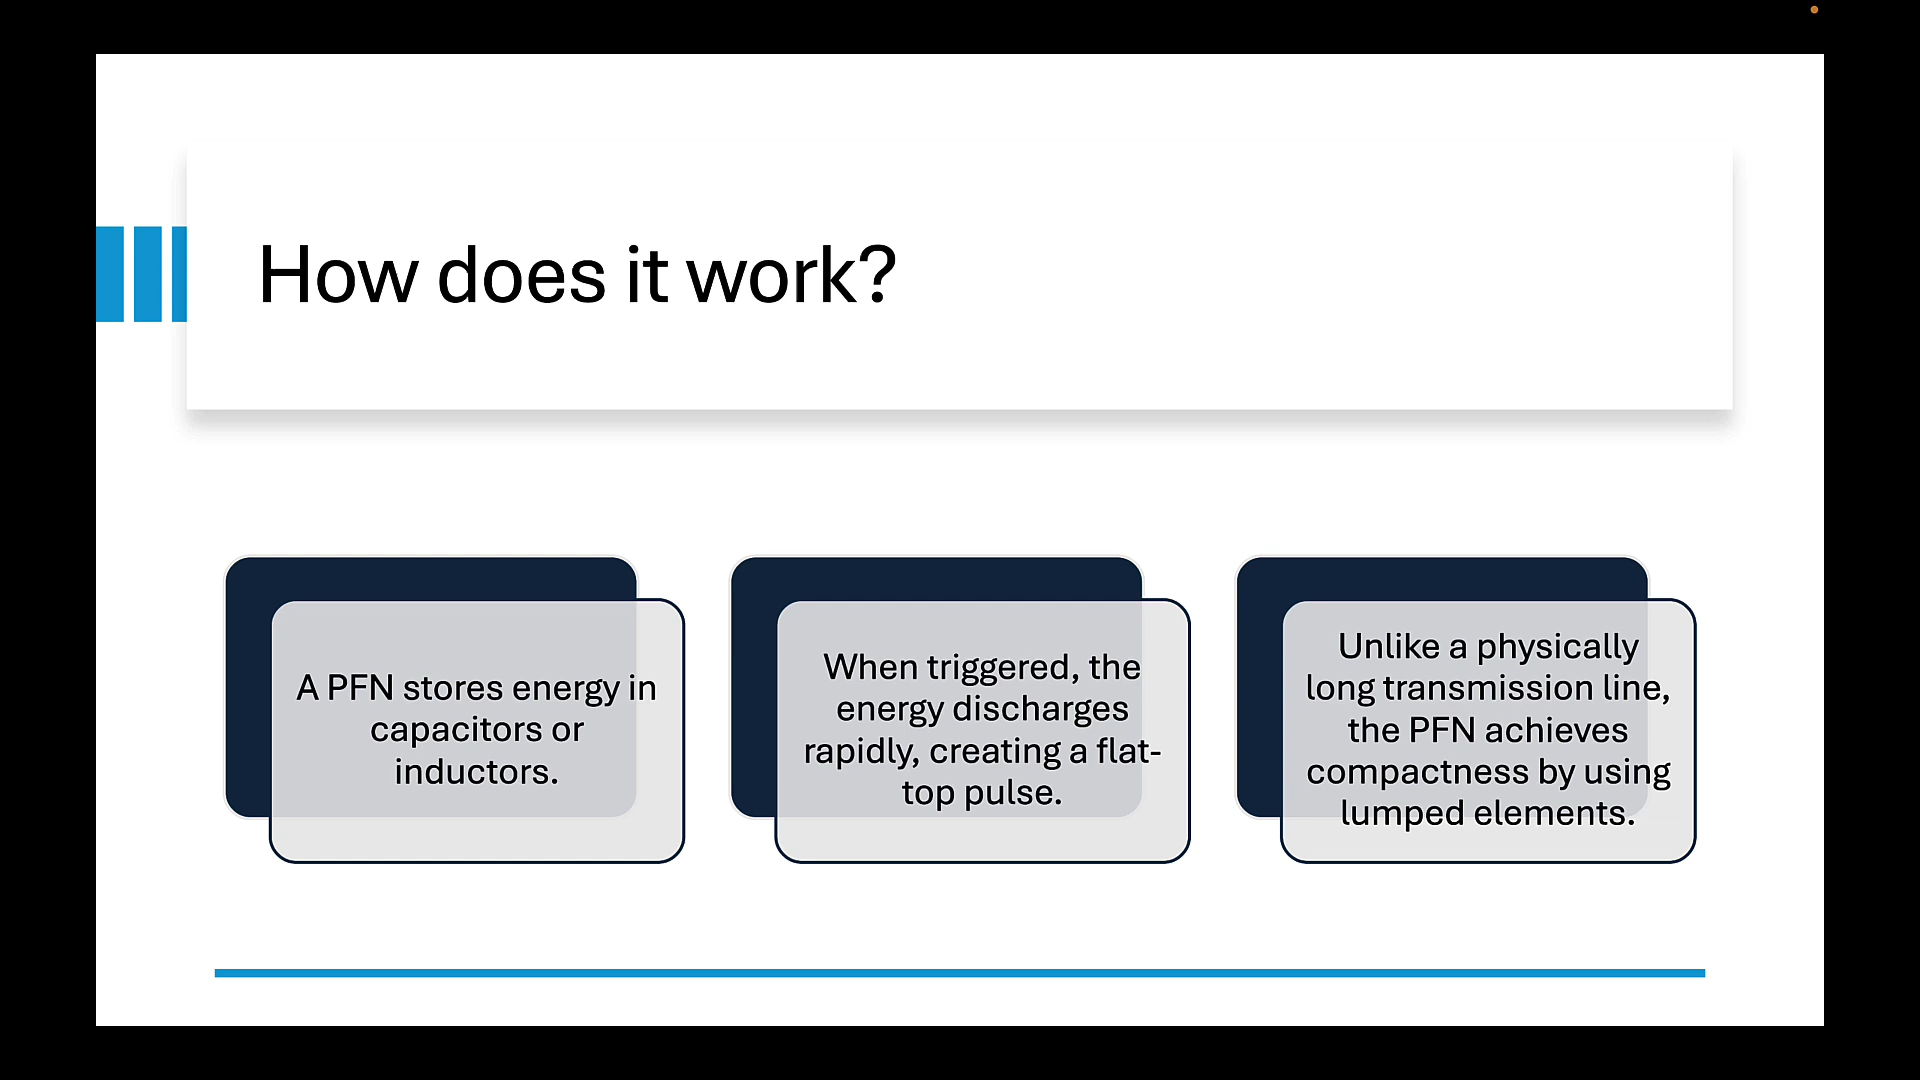 How does it work?
A PFN stores energy in
capacitors or
inductors.
When triggered, the
energy discharges
rapidly, creating a flat-
top pulse.
Unlike a physically
long transmission line,
the PFN achieves
compactness by using
lumped elements.